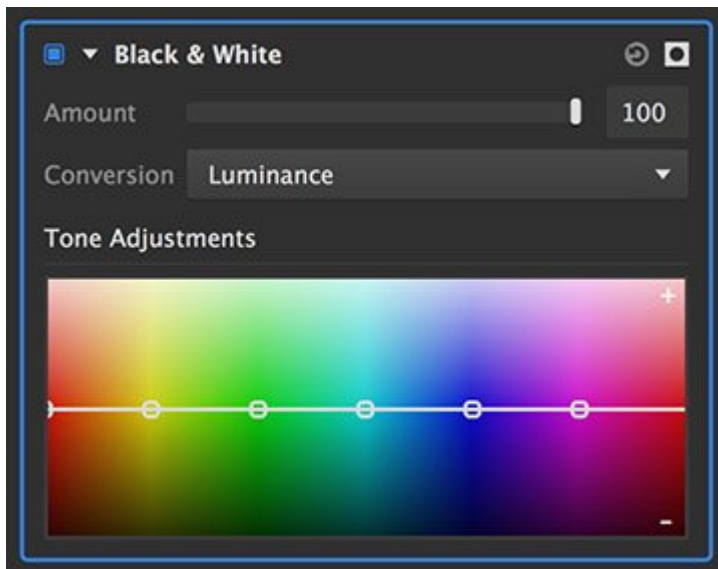 Black & White
Amount 100
Conversion Luminance
Tone Adjustments
+
-